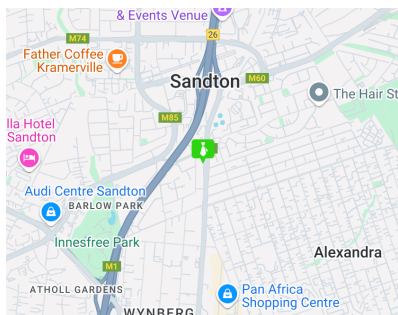 & Events Venue
M74
26
Father Coffee
Kramerville
Sandton
M60
The Hair St
M85
lla Hotel
Sandton
Audi Centre Sandton
BARLOW PARK
Innesfree Park
Alexandra
M1
ATHOLL GARDENS
Pan Africa
Shopping Centre
WYNBERG